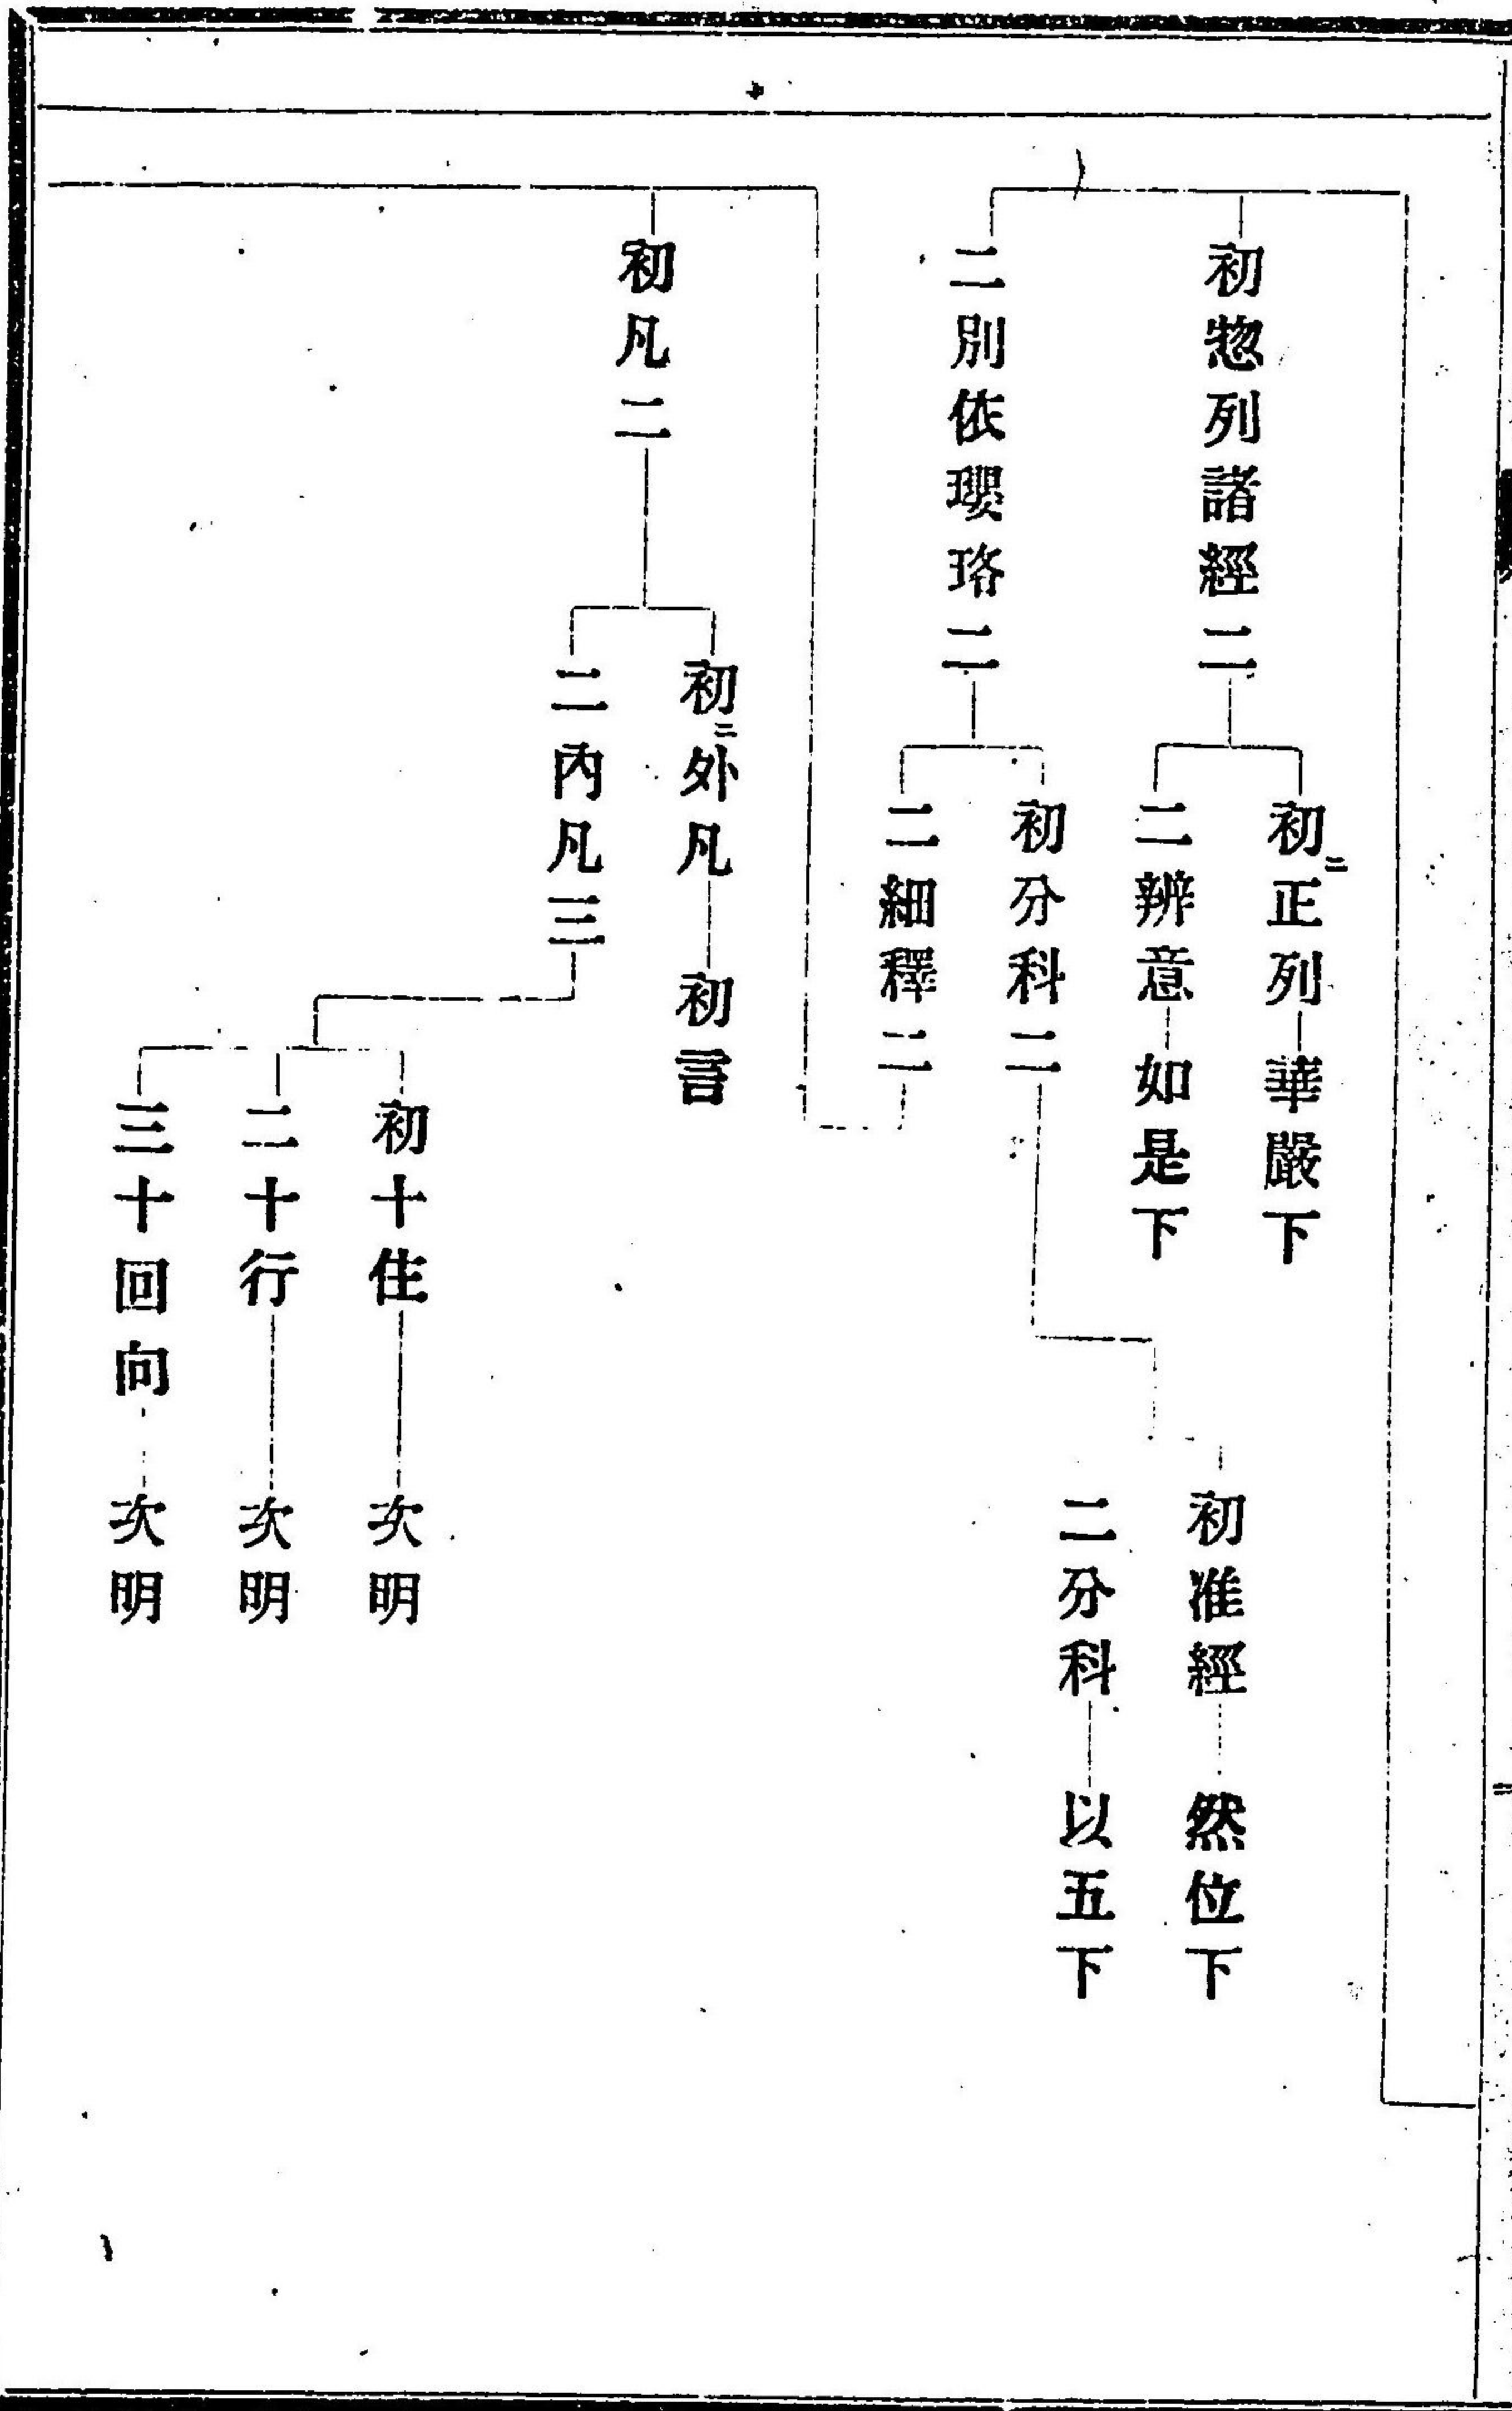 初惣列諸經二
初二正列
華嚴下
二辨意
如是下
二別依瓔珞二
初分科二
初准經
然位下
二分科
以五下
二細釋二
初凡二
初二外凡
初言
二內凡三
初十住
次明
二十行
次明
三十回向
次明